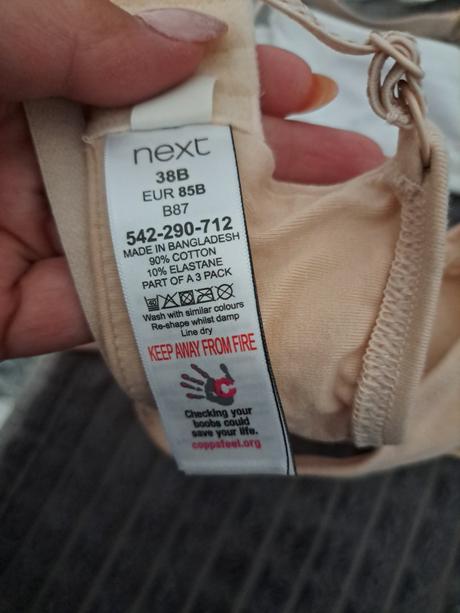 next
38B
EUR 85B
B87
542-290-712
MADE IN BANGLADESH
90% COTTON
10% ELASTANE
PART OF A 3 PACK
Wash with similar colours
Re-shape whilst damp
Line dry
KEEP AWAY FROM FIRE
C
Checking your
boobs could
save your life.
coppafeel.org